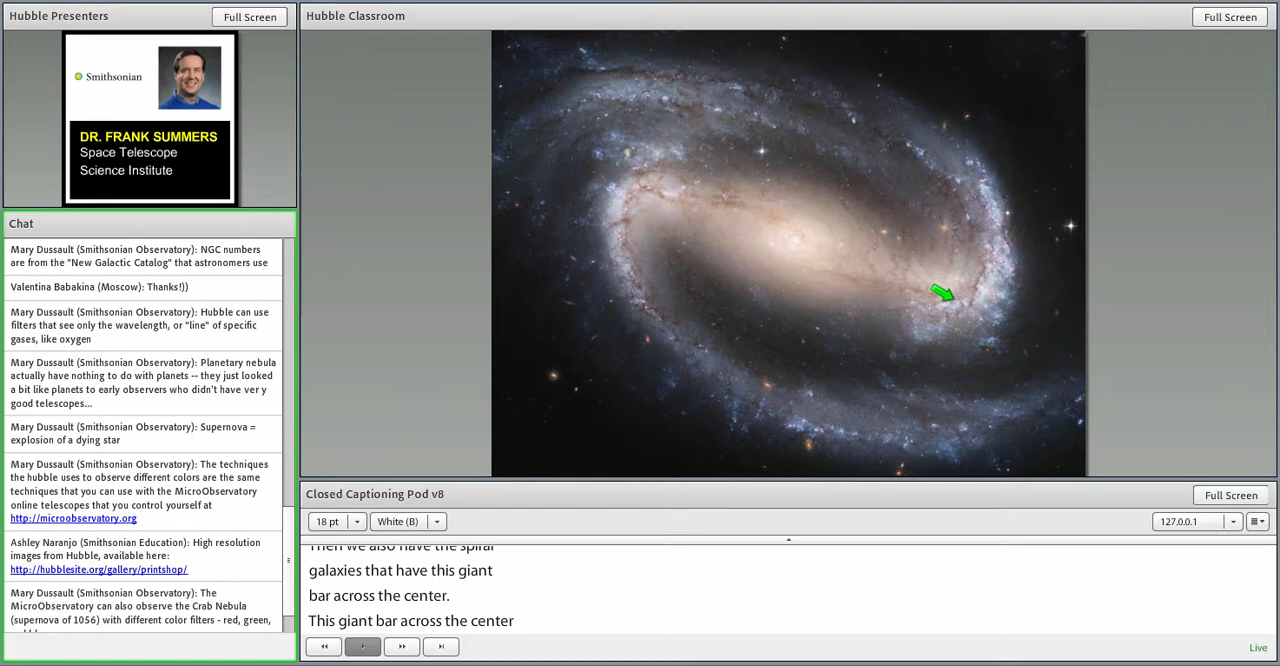 Hubble Presenters
Full Screen
Smithsonian
DR. FRANK SUMMERS
Space Telescope
Science Institute
Chat
Mary Dussault (Smithsonian Observatory): NGC numbers
are from the "New Galactic Catalog" that astronomers use
Valentina Babakina (Moscow): Thanks!))
Mary Dussault (Smithsonian Observatory): Hubble can use
filters that see only the wavelength, or "line" of specific
gases, like oxygen
Mary Dussault (Smithsonian Observatory): Planetary nebula
actually have nothing to do with planets -- they just looked
a bit like planets to early observers who didn't have ver y
good telescopes...
Mary Dussault (Smithsonian Observatory): Supernova =
explosion of a dying star
Mary Dussault (Smithsonian Observatory): The techniques
the hubble uses to observe different colors are the same
techniques that you can use with the MicroObservatory
online telescopes that you control yourself at
http://microobservatory.org
Ashley Naranjo (Smithsonian Education): High resolution
images from Hubble, available here:
http://hubblesite.org/gallery/printshop/
Mary Dussault (Smithsonian Observatory): The
MicroObservatory can also observe the Crab Nebula
(supernova of 1056) with different color filters - red, green,
Hubble Classroom
Full Screen
Closed Captioning Pod v8
Full Screen
18 pt
White (B)
127.0.0.1
Then we also have the spiral
galaxies that have this giant
bar across the center.
This giant bar across the center
Live